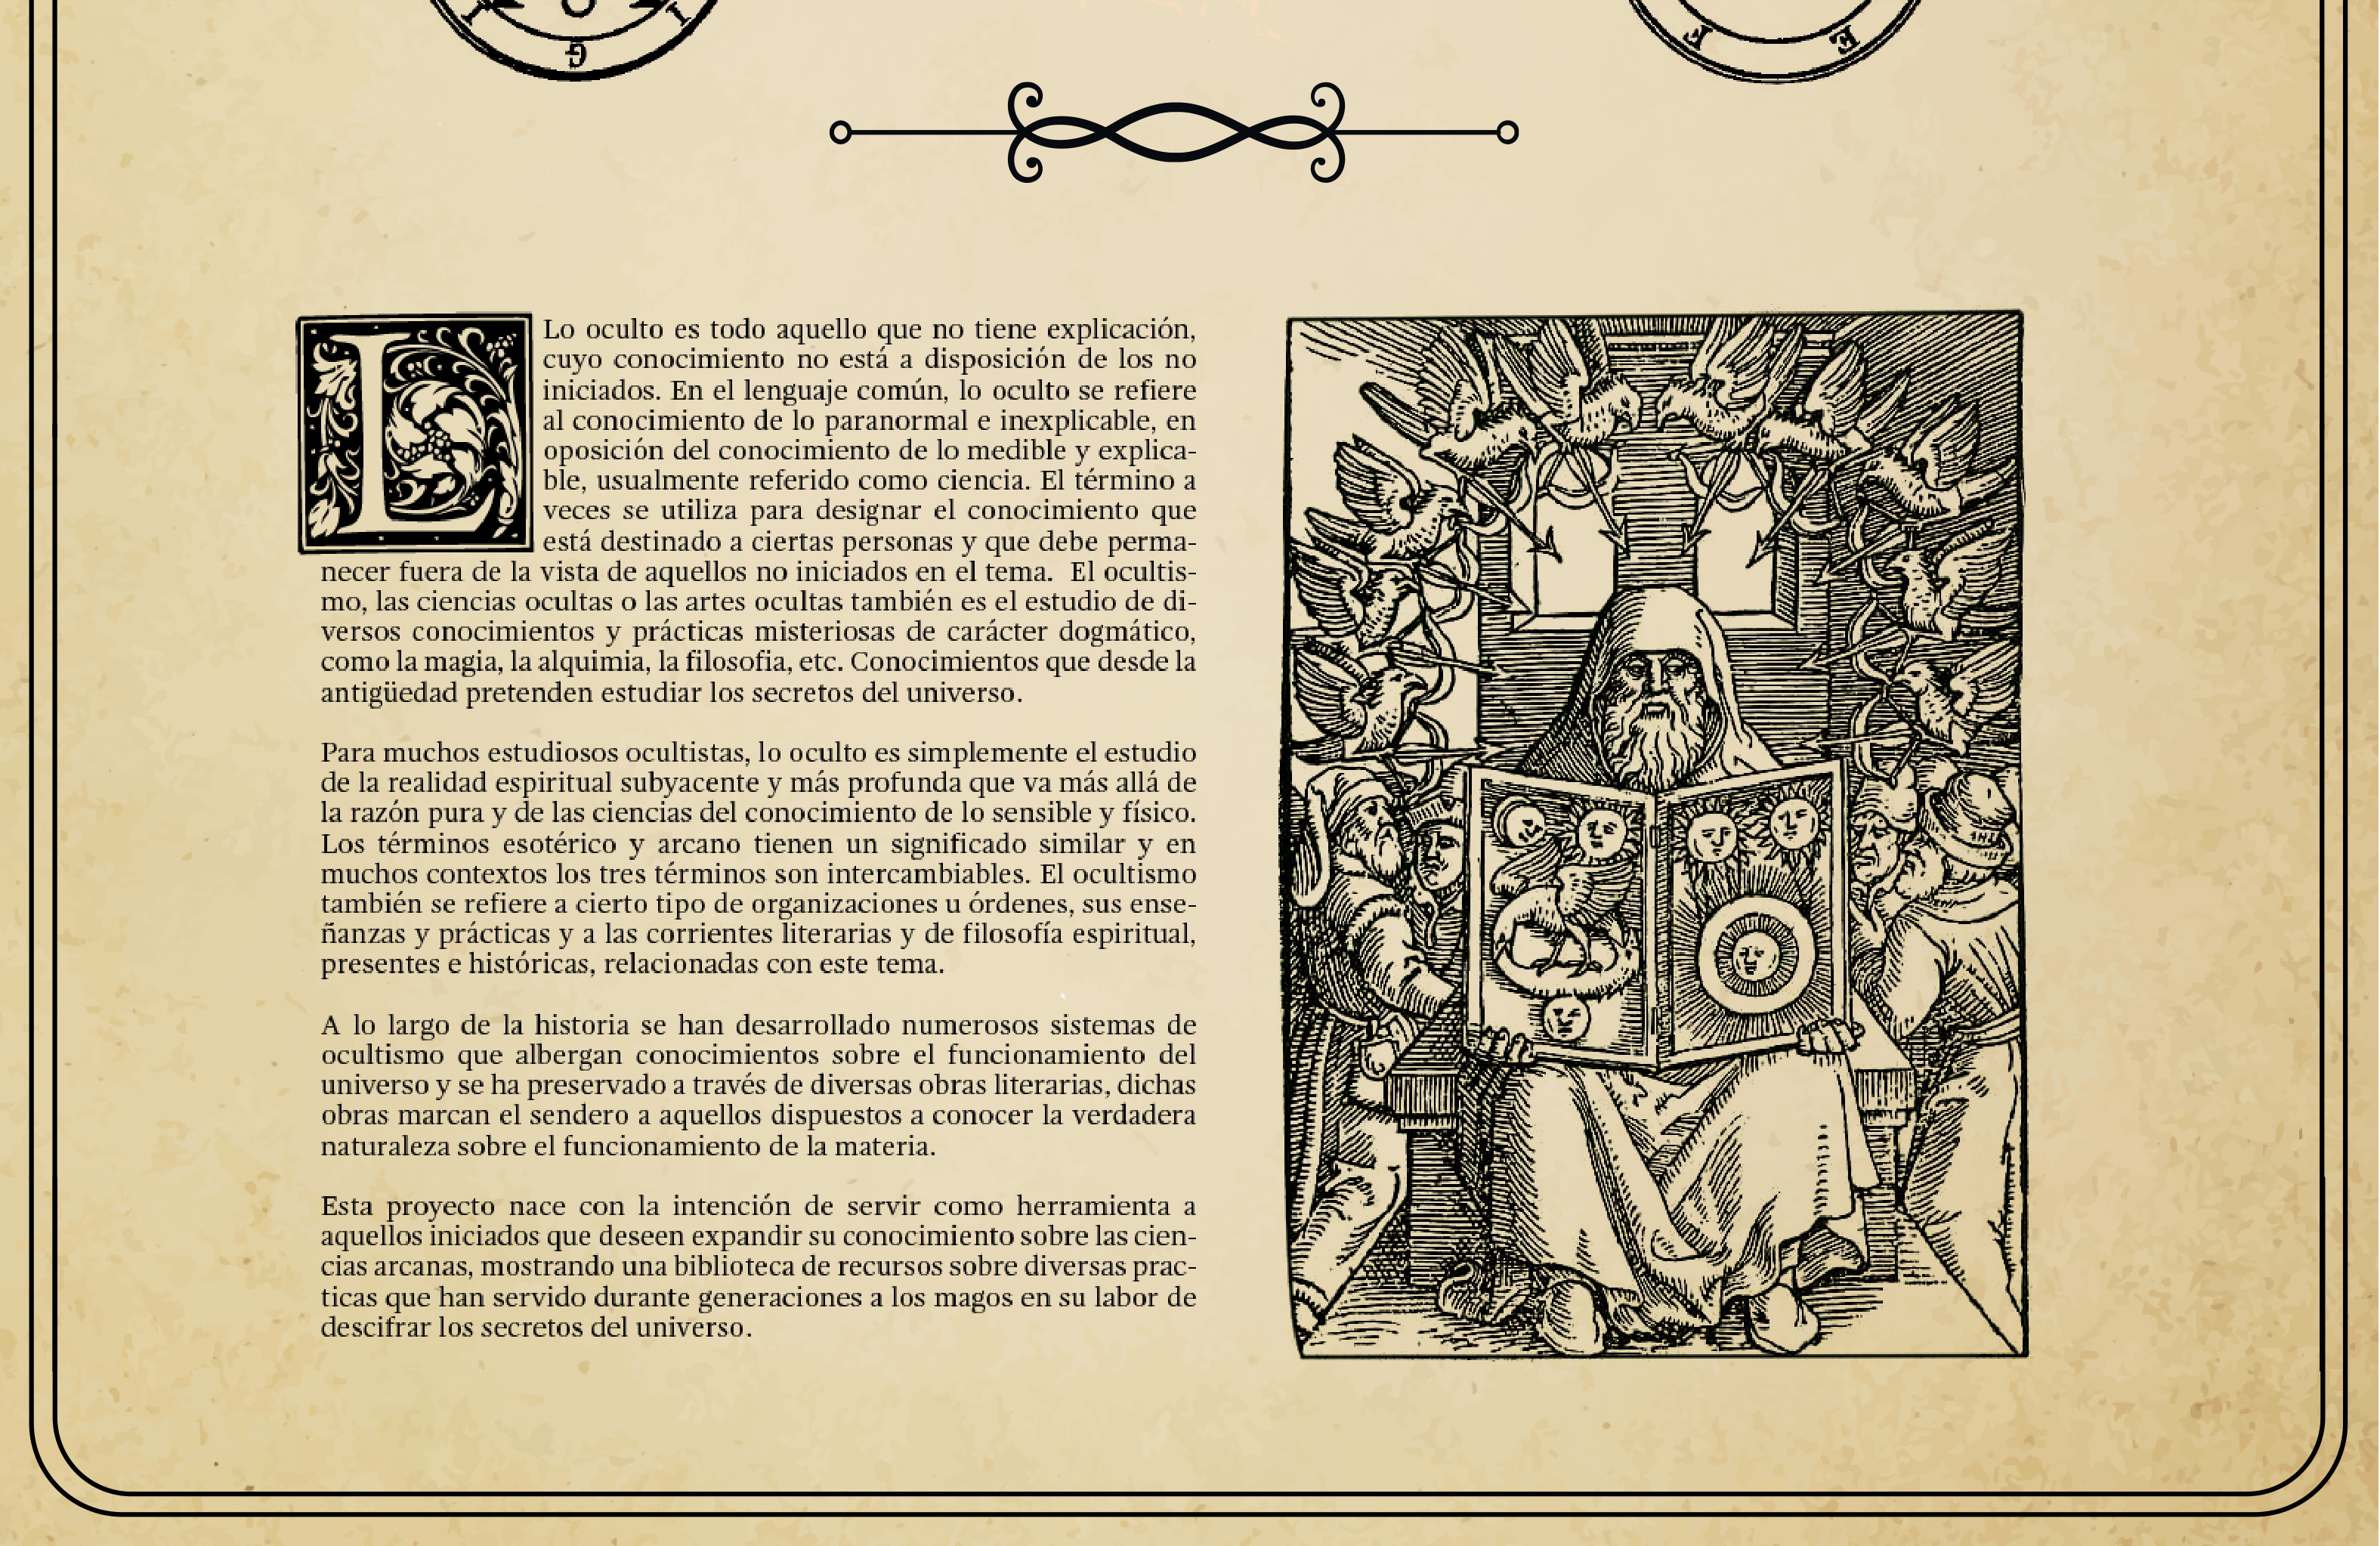 I G I
F E
L
Lo oculto es todo aquello que no tiene explicación,
cuyo conocimiento no está a disposición de los no
iniciados. En el lenguaje común, lo oculto se refiere
al conocimiento de lo paranormal e inexplicable, en
oposición del conocimiento de lo medible y explica-
ble, usualmente referido como ciencia. El término a
veces se utiliza para designar el conocimiento que
está destinado a ciertas personas y que debe perma-
necer fuera de la vista de aquellos no iniciados en el tema.  El ocultis-
mo, las ciencias ocultas o las artes ocultas también es el estudio de di-
versos conocimientos y prácticas misteriosas de carácter dogmático,
como la magia, la alquimia, la filosofia, etc. Conocimientos que desde la
antigüedad pretenden estudiar los secretos del universo.
Para muchos estudiosos ocultistas, lo oculto es simplemente el estudio
de la realidad espiritual subyacente y más profunda que va más allá de
la razón pura y de las ciencias del conocimiento de lo sensible y físico.
Los términos esotérico y arcano tienen un significado similar y en
muchos contextos los tres términos son intercambiables. El ocultismo
también se refiere a cierto tipo de organizaciones u órdenes, sus ense-
ñanzas y prácticas y a las corrientes literarias y de filosofía espiritual,
presentes e históricas, relacionadas con este tema.
A lo largo de la historia se han desarrollado numerosos sistemas de
ocultismo que albergan conocimientos sobre el funcionamiento del
universo y se ha preservado a través de diversas obras literarias, dichas
obras marcan el sendero a aquellos dispuestos a conocer la verdadera
naturaleza sobre el funcionamiento de la materia.
Esta proyecto nace con la intención de servir como herramienta a
aquellos iniciados que deseen expandir su conocimiento sobre las cien-
cias arcanas, mostrando una biblioteca de recursos sobre diversas prac-
ticas que han servido durante generaciones a los magos en su labor de
descifrar los secretos del universo.